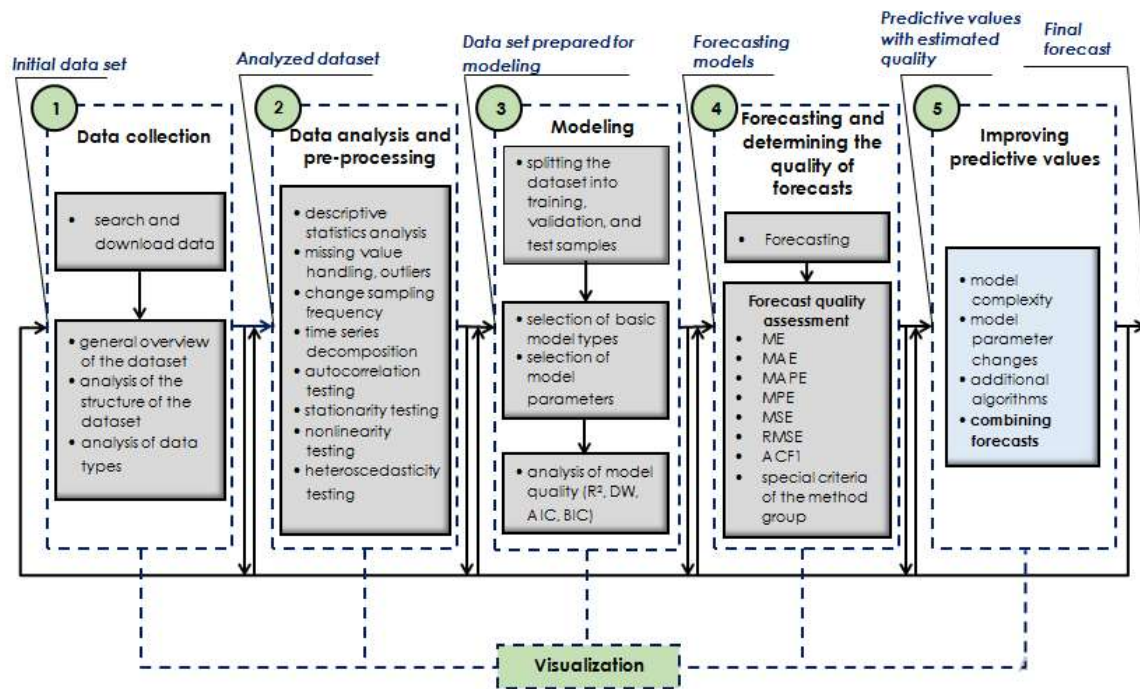 Initial data set
Analyzed dataset
Data set prepared for
modeling
Forecasting
models
Predictive values
with estimated
quality
Final
forecast
1
Data collection
• search and
download data
• general overview
of the dataset
• analysis of the
structure of the
dataset
• analysis of data
types
2
Data analysis and
pre-processing
• descriptive
statistics analysis
• missing value
handling, outliers
• change sampling
frequency
• time series
decomposition
• autocorrelation
testing
• stationarity testing
• nonlinearity
testing
• heteroscedasticity
testing
3
Modeling
• splitting the
dataset into
training,
validation, and
test samples
• selection of basic
model types
• selection of
model
parameters
• analysis of model
quality (R², DW,
AIC, BIC)
4
Forecasting and
determining the
quality of
forecasts
• Forecasting
Forecast quality
assessment
• ME
• MAE
• MAPE
• MPE
• MSE
• RMSE
• ACF1
• special criteria
of the method
group
5
Improving
predictive values
• model
complexity
• model
parameter
changes
• additional
algorithms
• combining
forecasts
Visualization